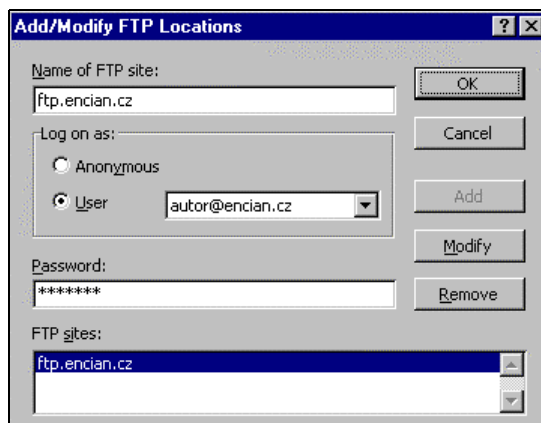 Add/Modify FTP Locations
Name of FTP site:
ftp.encian.cz
OK
Log on as:
Cancel
Anonymous
User
autor@encian.cz
Add
Modify
Password:
*******
Remove
FTP sites:
ftp.encian.cz